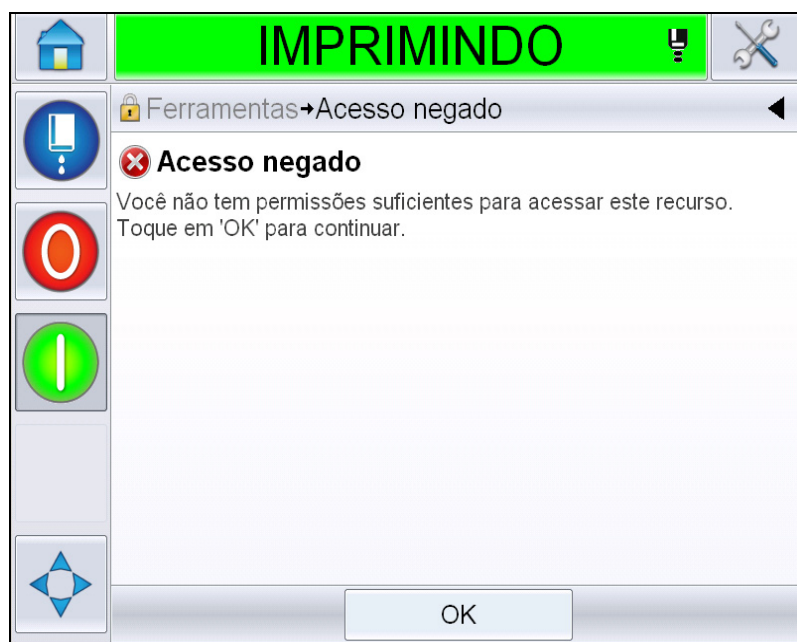 IMPRIMINDO
Ferramentas→Acesso negado
Acesso negado
Você não tem permissões suficientes para acessar este recurso.
Toque em 'OK' para continuar.
OK